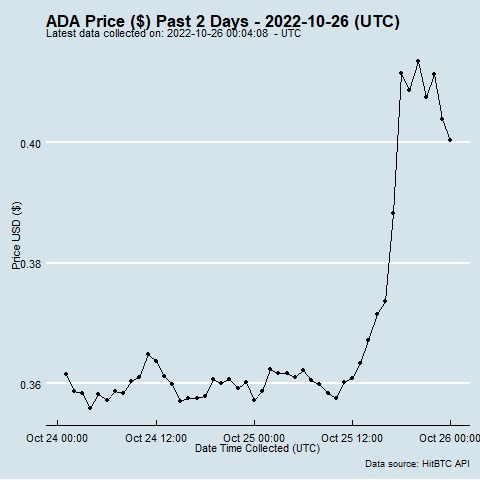 ADA Price ($) Past 2 Days - 2022-10-26 (UTC)
Latest data collected on: 2022-10-26 00:04:08 - UTC
0.40
0.38
0.36
Price USD ($)
Oct 24 00:00
Oct 24 12:00
Oct 25 00:00
Oct 25 12:00
Oct 26 00:00
Date Time Collected (UTC)
Data source: HitBTC API